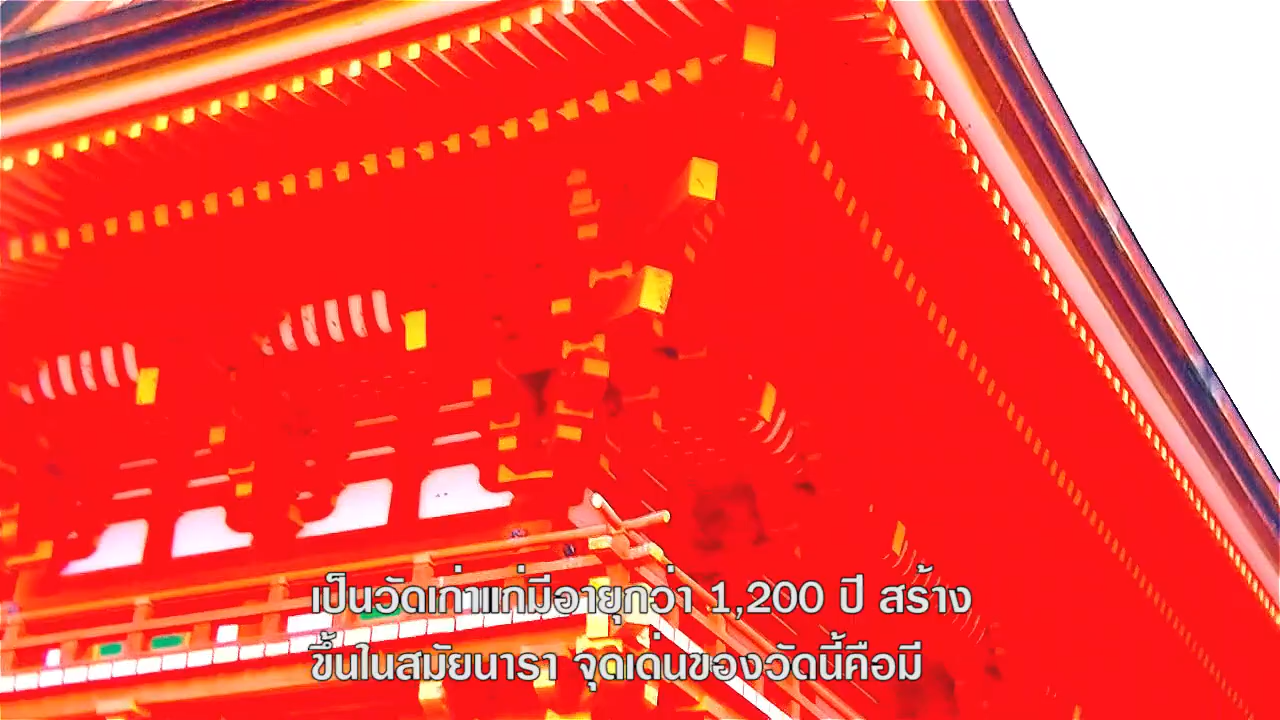 เป็นวัดเก่าแก่มีอายุกว่า 1,200 ปี สร้าง
ขึ้นในสมัยนารา จุดเด่นของวัดนี้คือมี